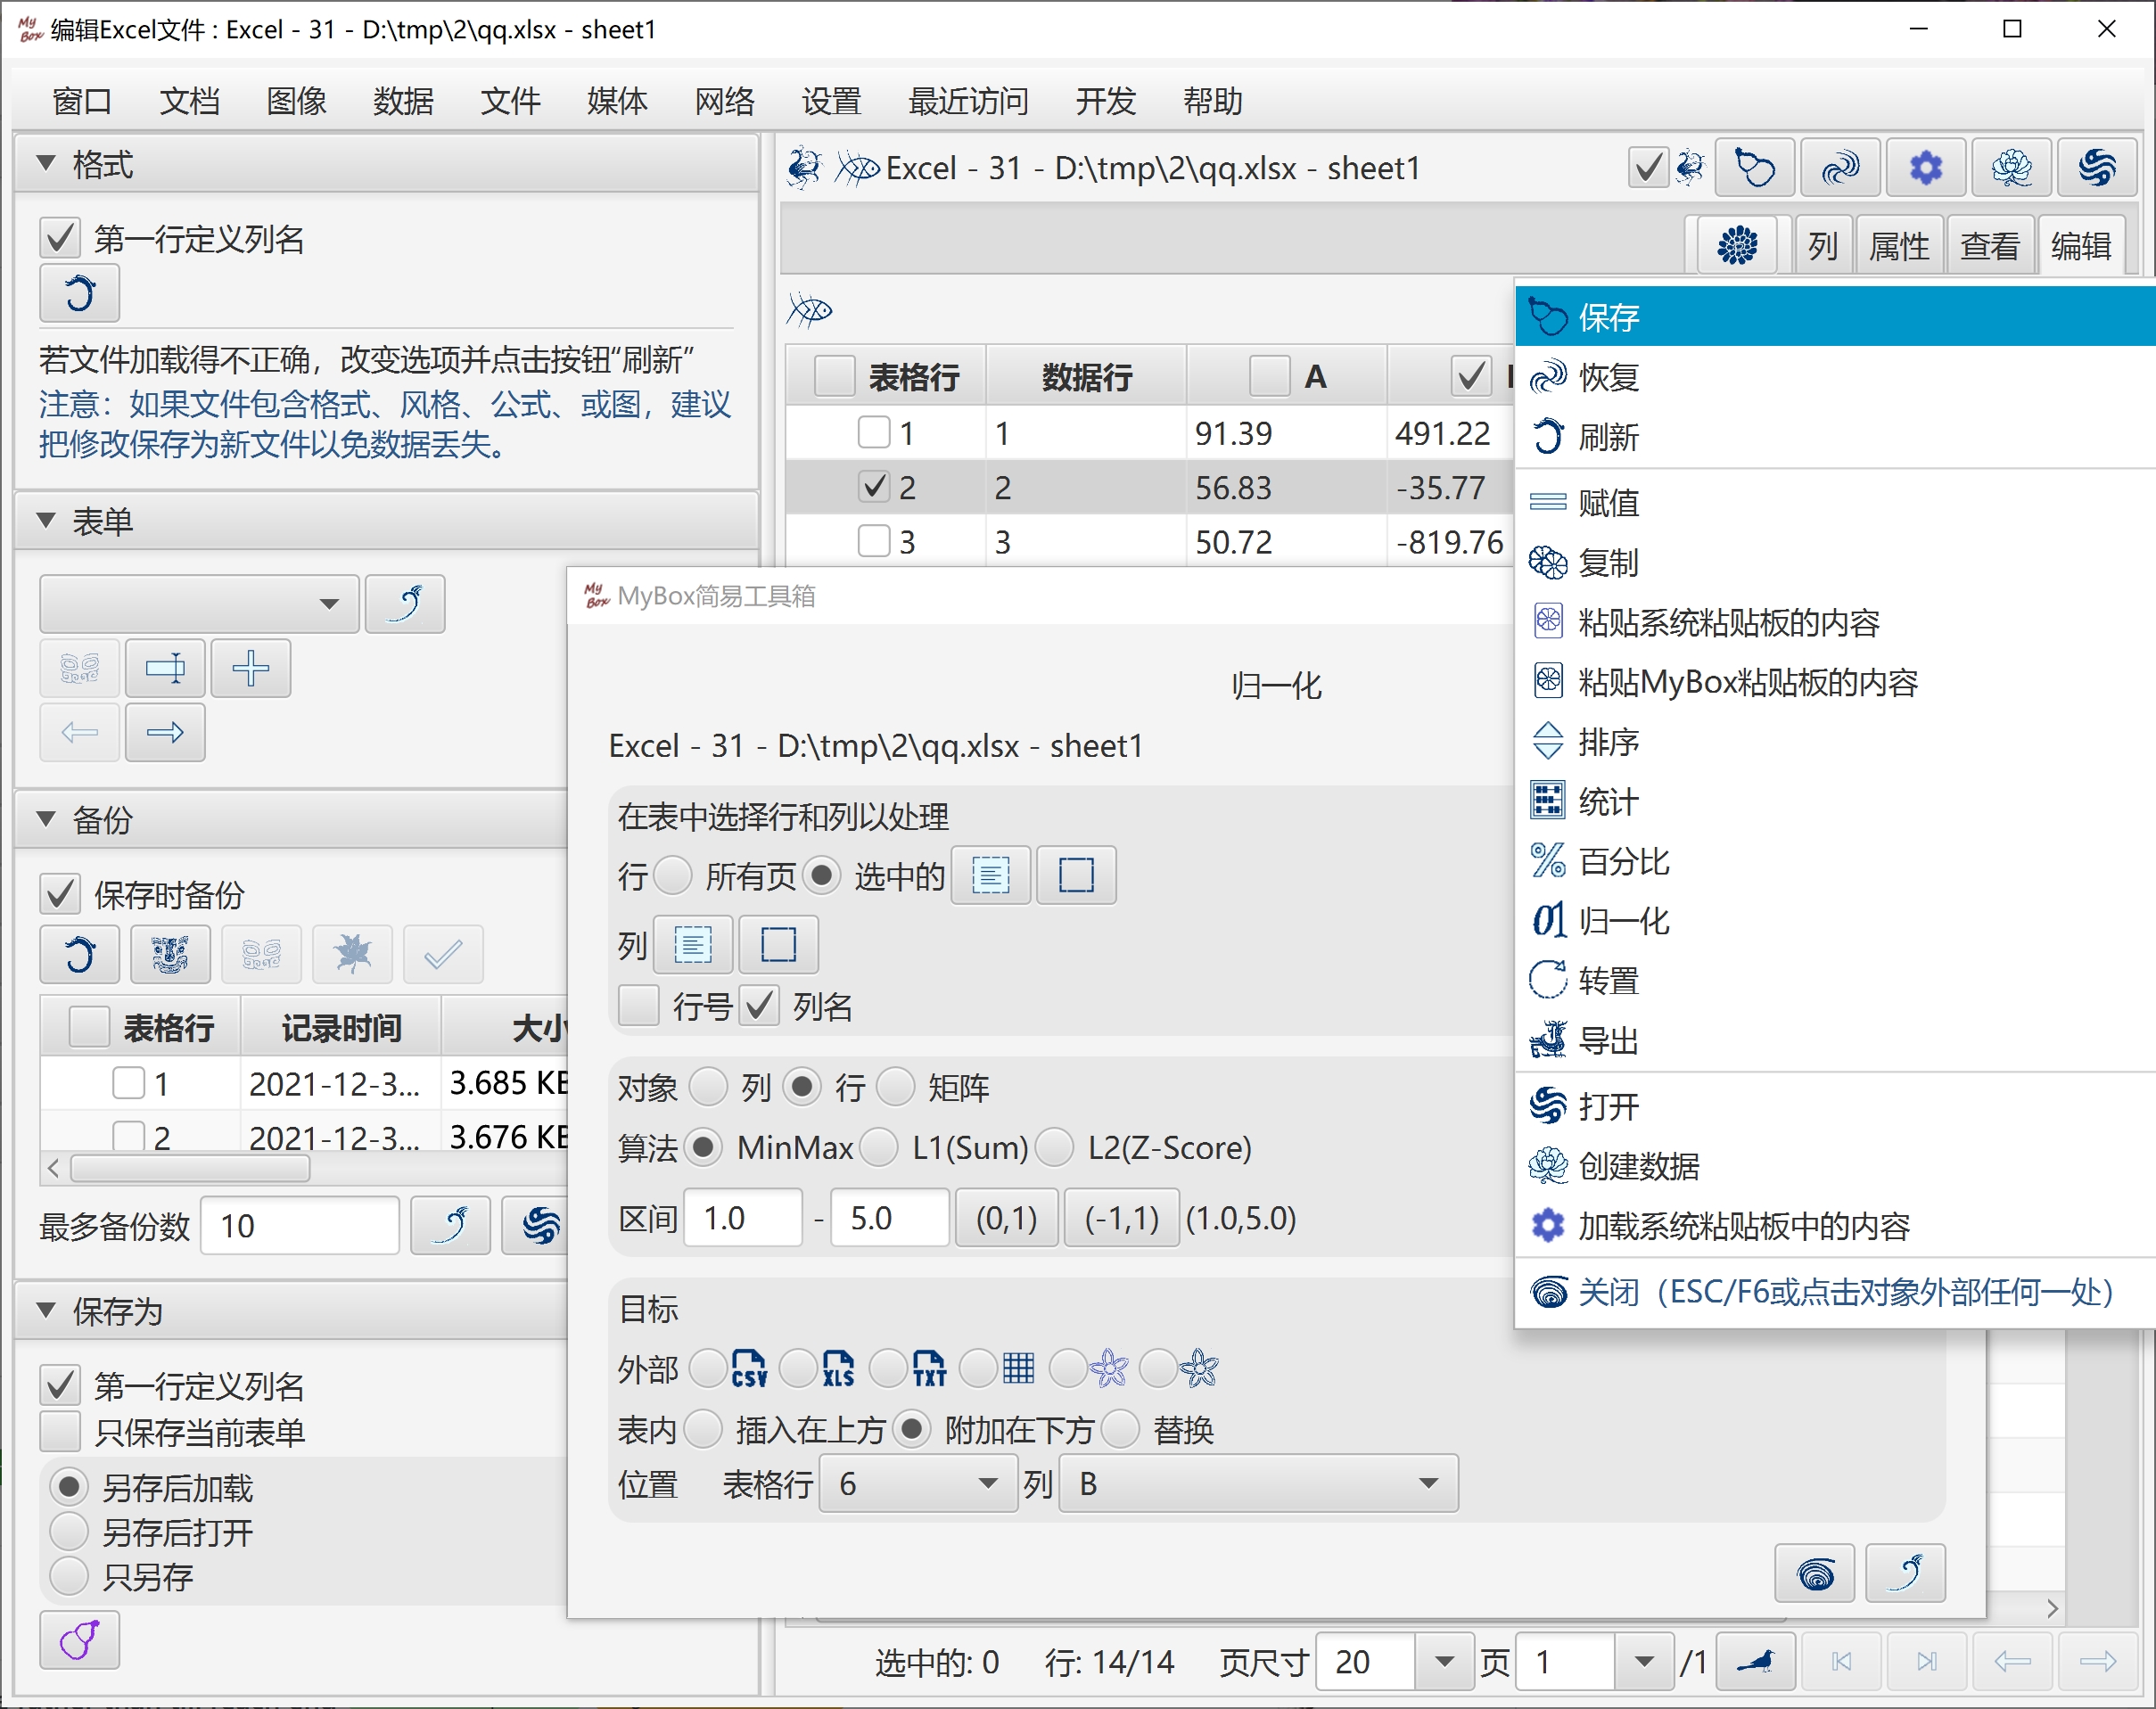 My Box 编辑Excel文件 : Excel - 31 - D:\tmp\2\qq.xlsx - sheet1
窗口 文档 图像 数据 文件 媒体 网络 设置 最近访问 开发 帮助
格式
第一行定义列名
若文件加载得不正确，改变选项并点击按钮“刷新”
注意：如果文件包含格式、风格、公式、或图，建议
把修改保存为新文件以免数据丢失。
表单
备份
保存时备份
表格行 记录时间 大小
1 2021-12-3... 3.685 KB
2 2021-12-3... 3.676 KB
最多备份数 10
保存为
第一行定义列名
只保存当前表单
另存后加载
另存后打开
只另存
Excel - 31 - D:\tmp\2\qq.xlsx - sheet1
列 属性 查看 编辑
表格行 数据行 A
1 1 91.39 491.22
2 2 56.83 -35.77
3 3 50.72 -819.76
My Box MyBox简易工具箱
归一化
Excel - 31 - D:\tmp\2\qq.xlsx - sheet1
在表中选择行和列以处理
行 所有页 选中的
列
行号 列名
对象 列 行 矩阵
算法 MinMax L1(Sum) L2(Z-Score)
区间 1.0 - 5.0 (0,1) (-1,1) (1.0,5.0)
目标
外部 CSV XLS TXT
表内 插入在上方 附加在下方 替换
位置 表格行 6 列 B
保存
恢复
刷新
赋值
复制
粘贴系统粘贴板的内容
粘贴MyBox粘贴板的内容
排序
统计
% 百分比
01 归一化
转置
导出
打开
创建数据
加载系统粘贴板中的内容
关闭（ESC/F6或点击对象外部任何一处）
选中的: 0 行: 14/14 页尺寸 20 页 1 /1